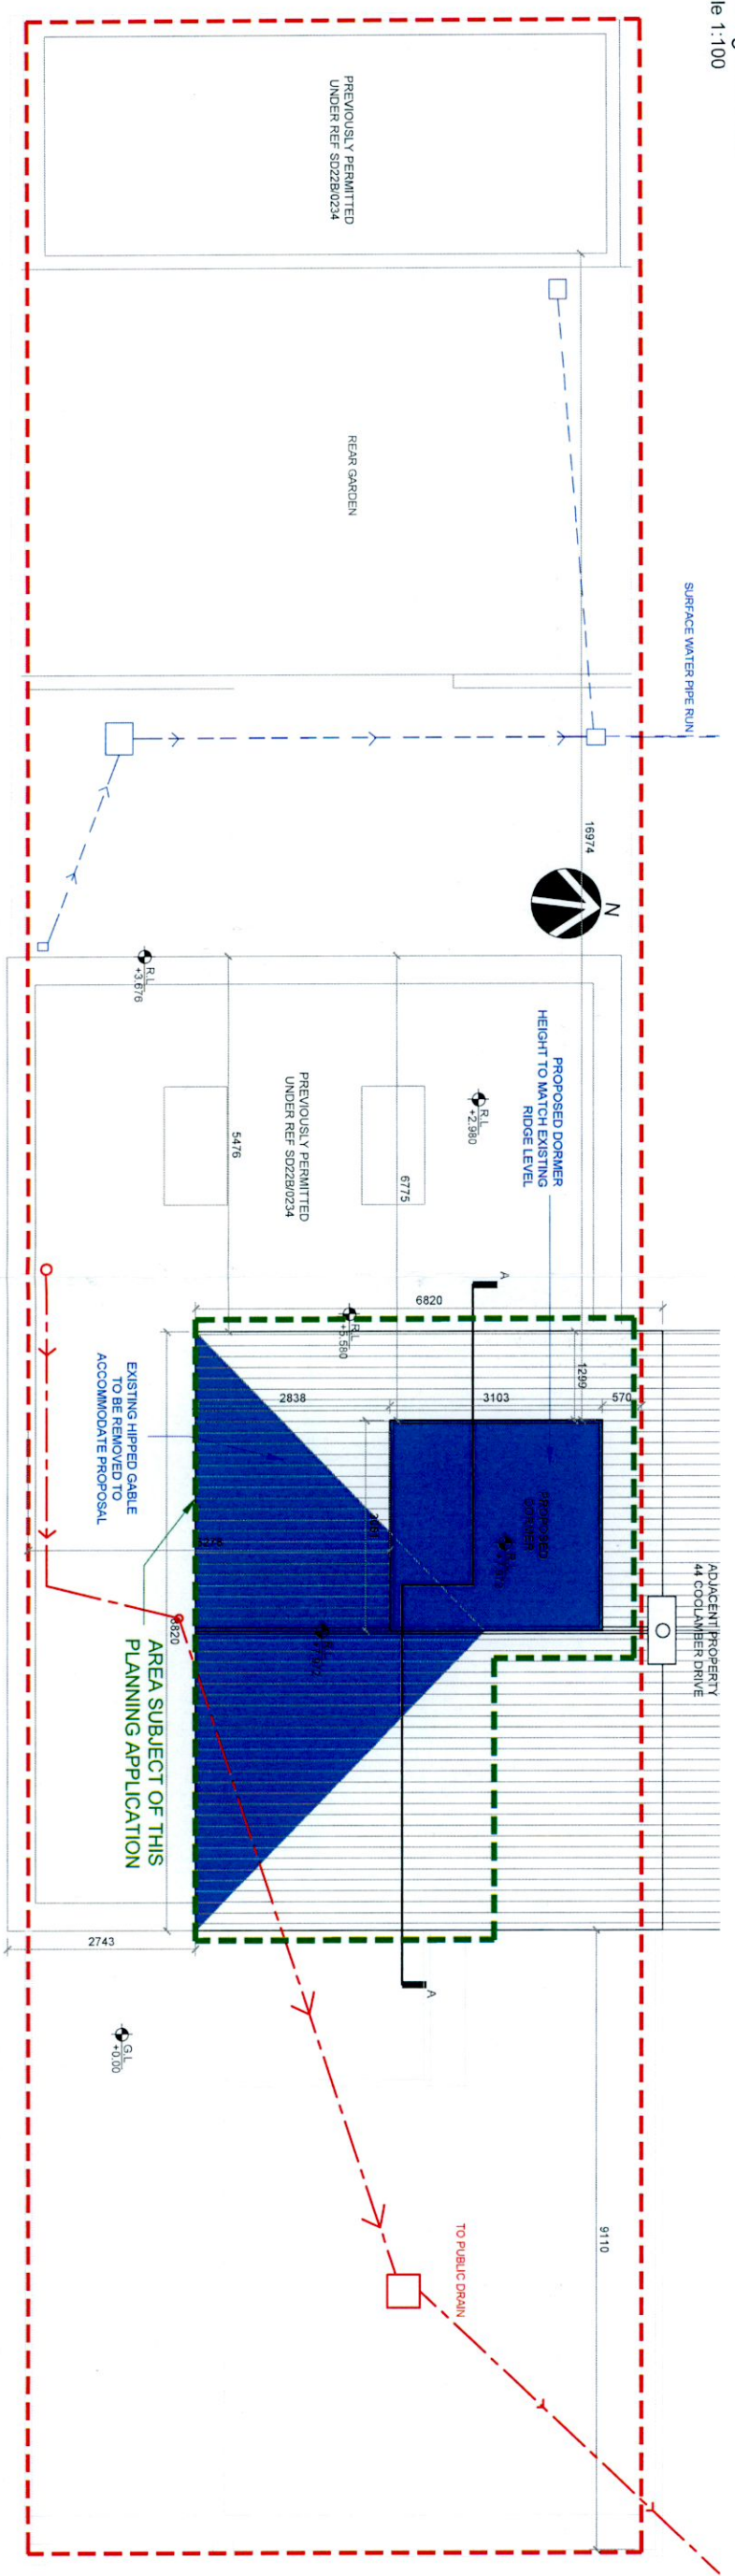 le 1:100
PREVIOUSLY PERMITTED
UNDER REF SD22B/0234
REAR GARDEN
SURFACE WATER PIPE RUN
16974
N
R.L
+3.676
R.L
+2.980
PROPOSED DORMER
HEIGHT TO MATCH EXISTING
RIDGE LEVEL
PREVIOUSLY PERMITTED
UNDER REF SD22B/0234
5476
6775
A
6820
R.L
+5.580
1299
2838
3103
570
EXISTING HIPPED GABLE
TO BE REMOVED TO
ACCOMMODATE PROPOSAL
PROPOSED
DORMER
ADJACENT PROPERTY
44 COOLAMBER DRIVE
AREA SUBJECT OF THIS
PLANNING APPLICATION
2743
A
G.L
+0.00
TO PUBLIC DRAIN
9110